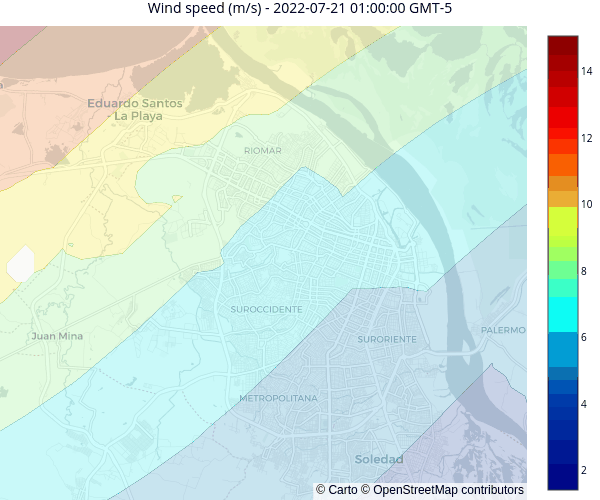 Wind speed (m/s) - 2022-07-21 01:00:00 GMT-5
14
Eduardo Santos
- La Playa
12
RIOMAR
10
8
SUROCCIDENTE
PALERMO
6
Juan Mina
SURORIENTE
METROPOLITANA
4
Soledad
2
© Carto © OpenStreetMap contributors